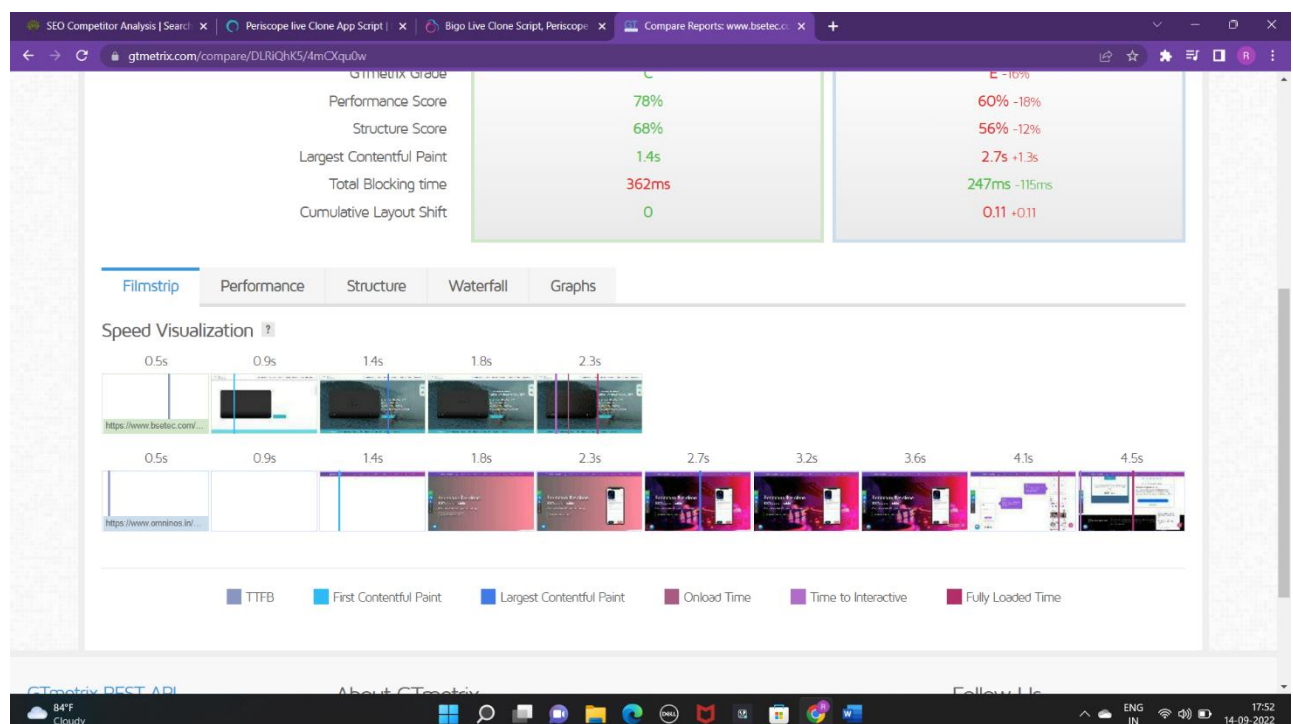 SEO Competitor Analysis | Search
Periscope live Clone App Script |
Bigo Live Clone Script, Periscope
Compare Reports: www.bsetec.c
gtmetrix.com/compare/DLRiQhK5/4mCXqu0w
R
GTmetrix Grade C E -16%
Performance Score 78% 60% -18%
Structure Score 68% 56% -12%
Largest Contentful Paint 1.4s 2.7s +1.3s
Total Blocking time 362ms 247ms -115ms
Cumulative Layout Shift 0 0.11 +0.11
Filmstrip Performance Structure Waterfall Graphs
Speed Visualization ?
0.5s 0.9s 1.4s 1.8s 2.3s
https://www.bsetec.com/...
0.5s 0.9s 1.4s 1.8s 2.3s 2.7s 3.2s 3.6s 4.1s 4.5s
https://www.omninos.in/...
TTFB First Contentful Paint Largest Contentful Paint Onload Time Time to Interactive Fully Loaded Time
GTmetrix REST API About GTmetrix Follow Us
84°F
Cloudy
DELL
ENG
IN
17:52
14-09-2022